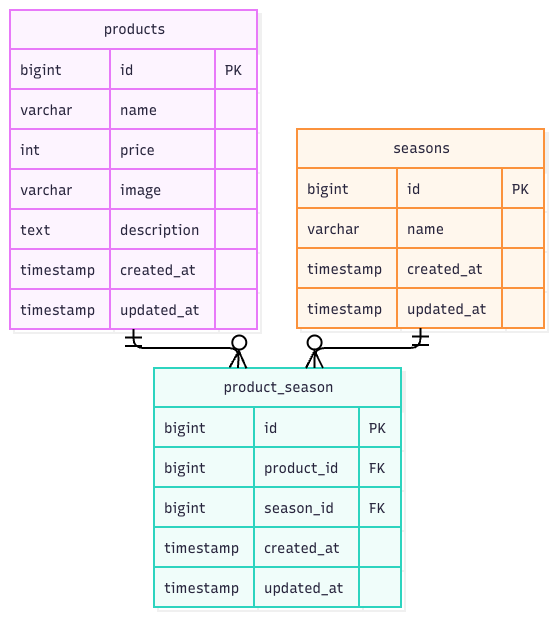 products
bigint id PK
varchar name
int price
varchar image
text description
timestamp created_at
timestamp updated_at
seasons
bigint id PK
varchar name
timestamp created_at
timestamp updated_at
product_season
bigint id PK
bigint product_id FK
bigint season_id FK
timestamp created_at
timestamp updated_at